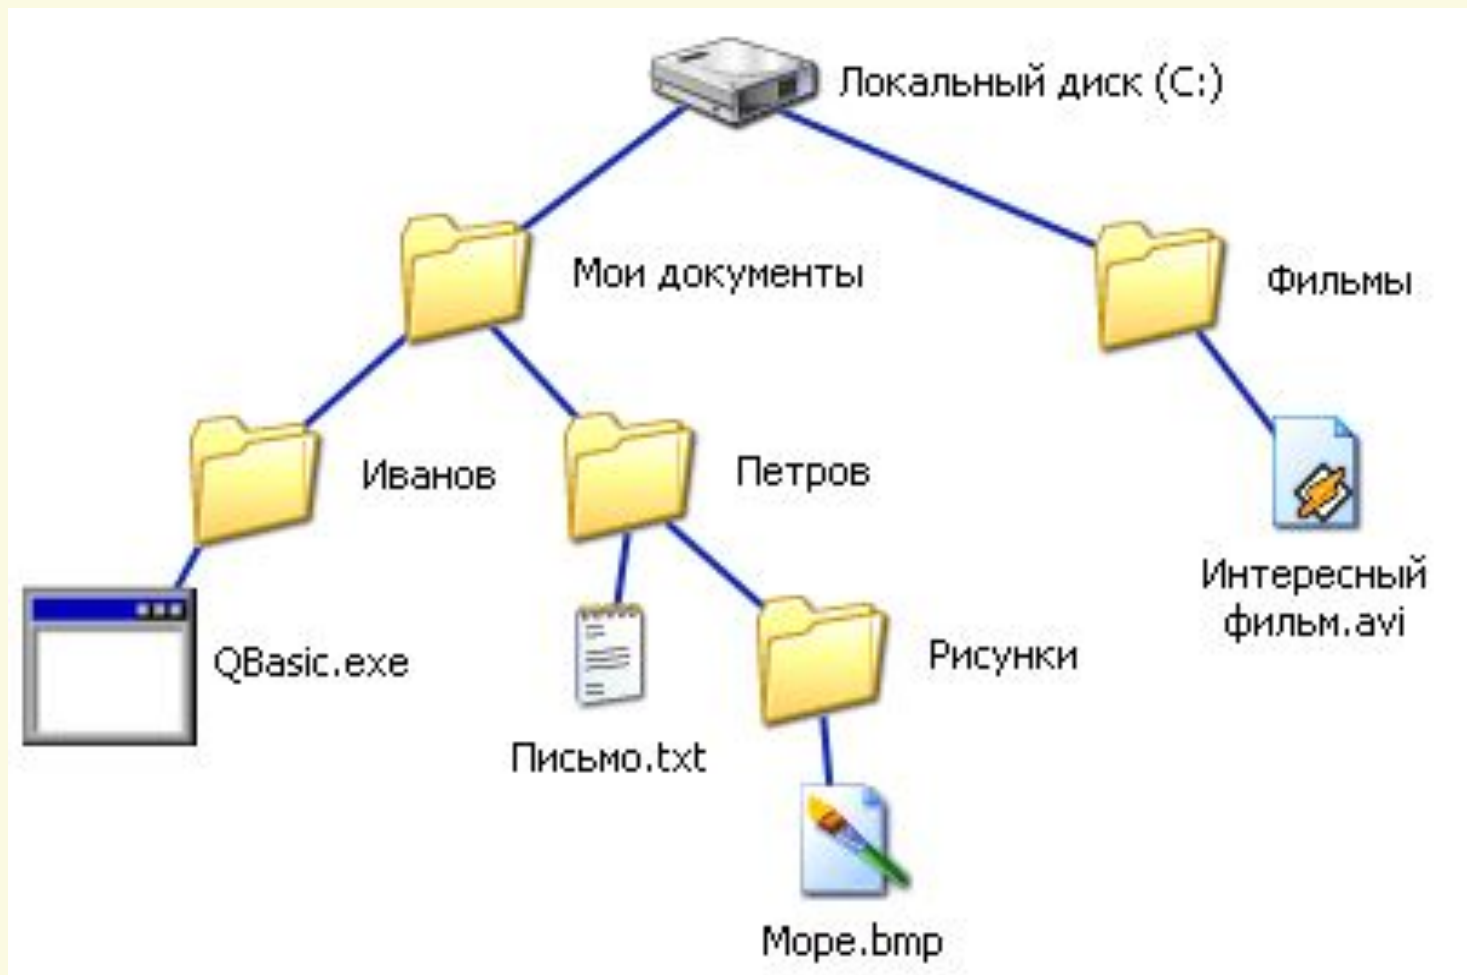 Локальный диск (C:)
Мои документы
Фильмы
Иванов
Петров
Интересный
фильм.avi
QBasic.exe
Рисунки
Письмо.txt
Море.bmp